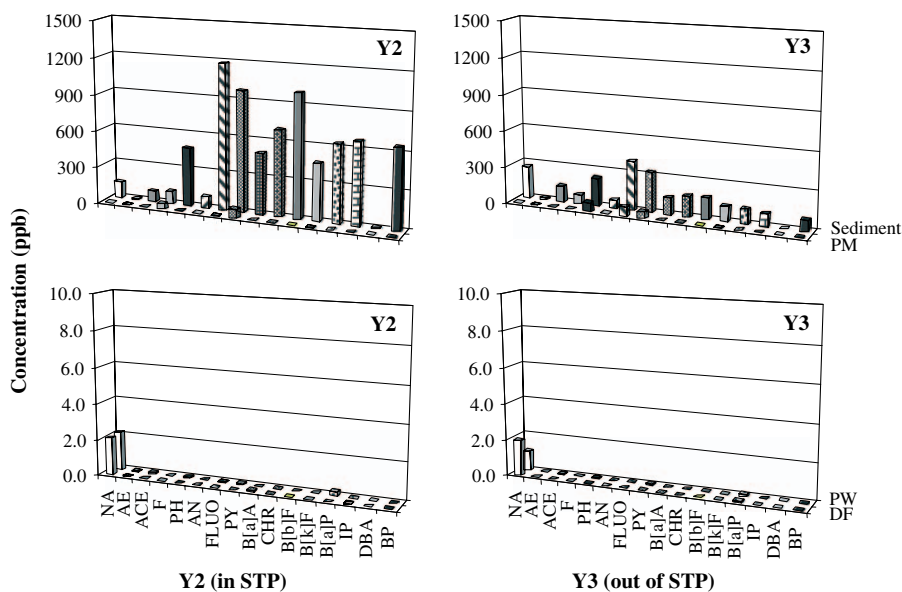 1500
1200
900
600
300
0
Y2
1500
1200
900
600
300
0
Y3
Sediment
PM
Concentration (ppb)
10.0
8.0
6.0
4.0
2.0
0.0
Y2
10.0
8.0
6.0
4.0
2.0
0.0
Y3
PW
DF
NA
AE
ACE
F
PH
AN
FLUO
PY
B[a]A
CHR
B[b]F
B[k]F
B[a]P
IP
DBA
BP
NA
AE
ACE
F
PH
AN
FLUO
PY
B[a]A
CHR
B[b]F
B[k]F
B[a]P
IP
DBA
BP
Y2 (in STP)
Y3 (out of STP)